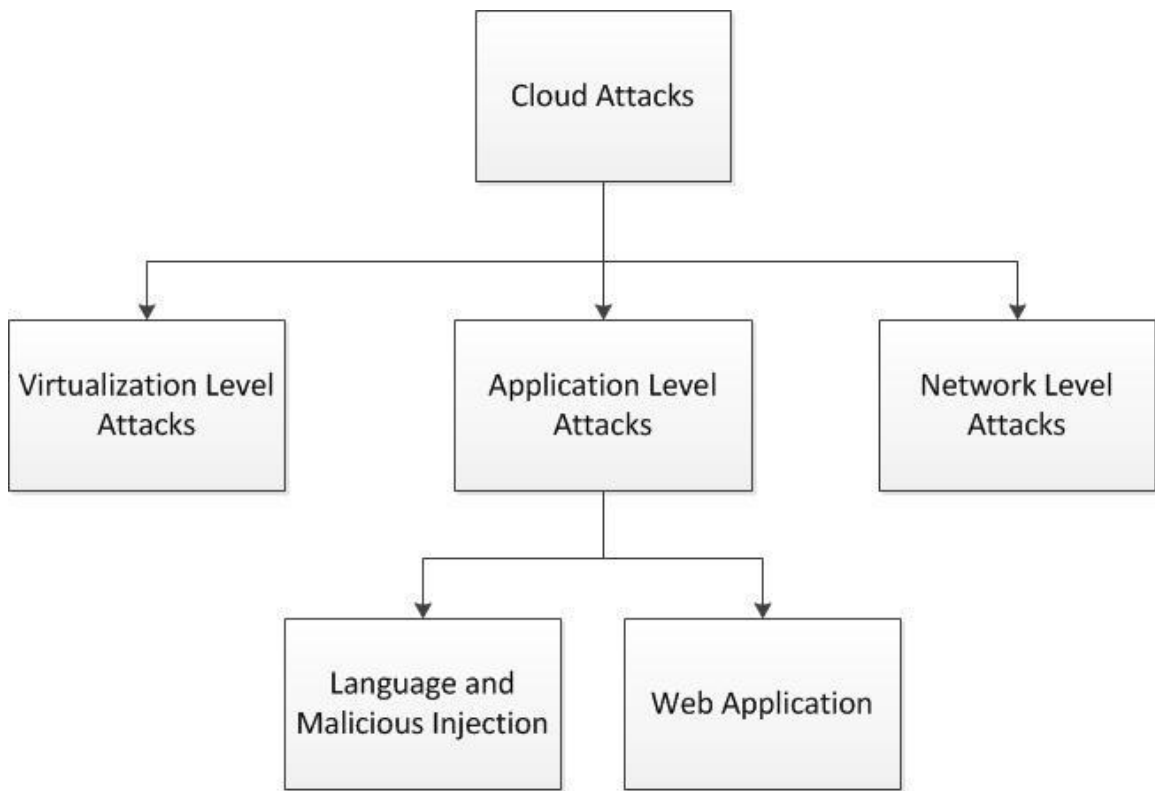 Cloud Attacks
Virtualization Level
Attacks
Application Level
Attacks
Network Level
Attacks
Language and
Malicious Injection
Web Application